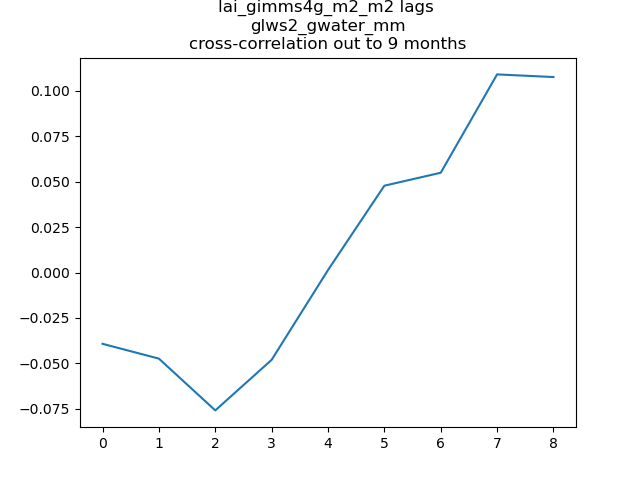 lai_gimms4g_m2_m2 lags
glws2_gwater_mm
cross-correlation out to 9 months
0.100
0.075
0.050
0.025
0.000
−0.025
−0.050
−0.075
0 1 2 3 4 5 6 7 8